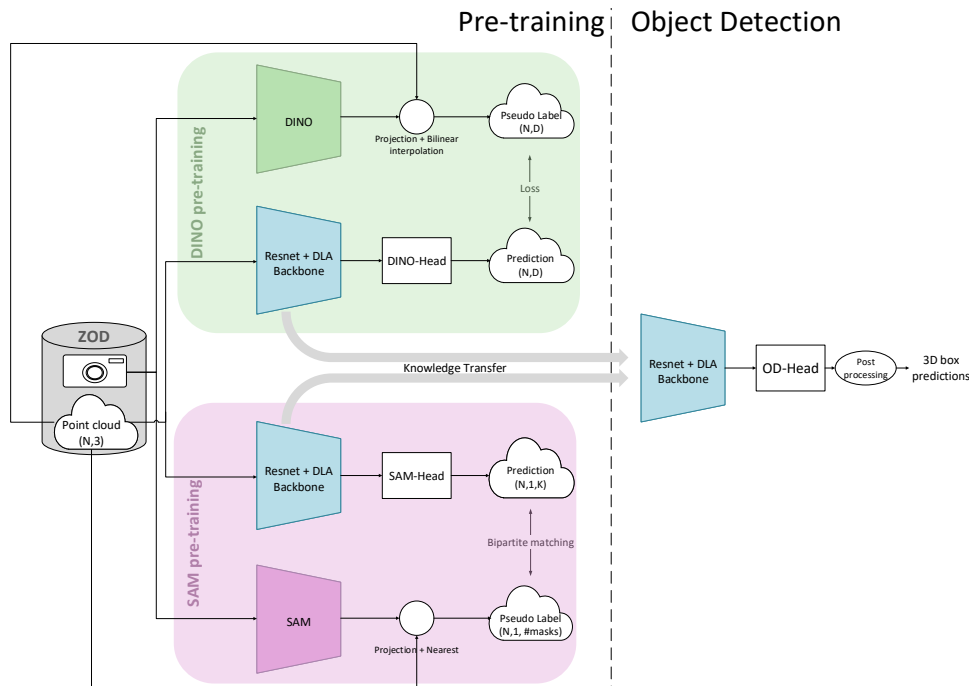 Pre-training
Object Detection
DINO pre-training
DINO
Projection + Bilinear
interpolation
Pseudo Label
(N,D)
Loss
Resnet + DLA
Backbone
DINO-Head
Prediction
(N,D)
ZOD
Point cloud
(N,3)
Knowledge Transfer
Resnet + DLA
Backbone
OD-Head
Post
processing
3D box
predictions
SAM pre-training
Resnet + DLA
Backbone
SAM-Head
Prediction
(N,1,K)
Bipartite matching
SAM
Projection + Nearest
Pseudo Label
(N,1, #masks)